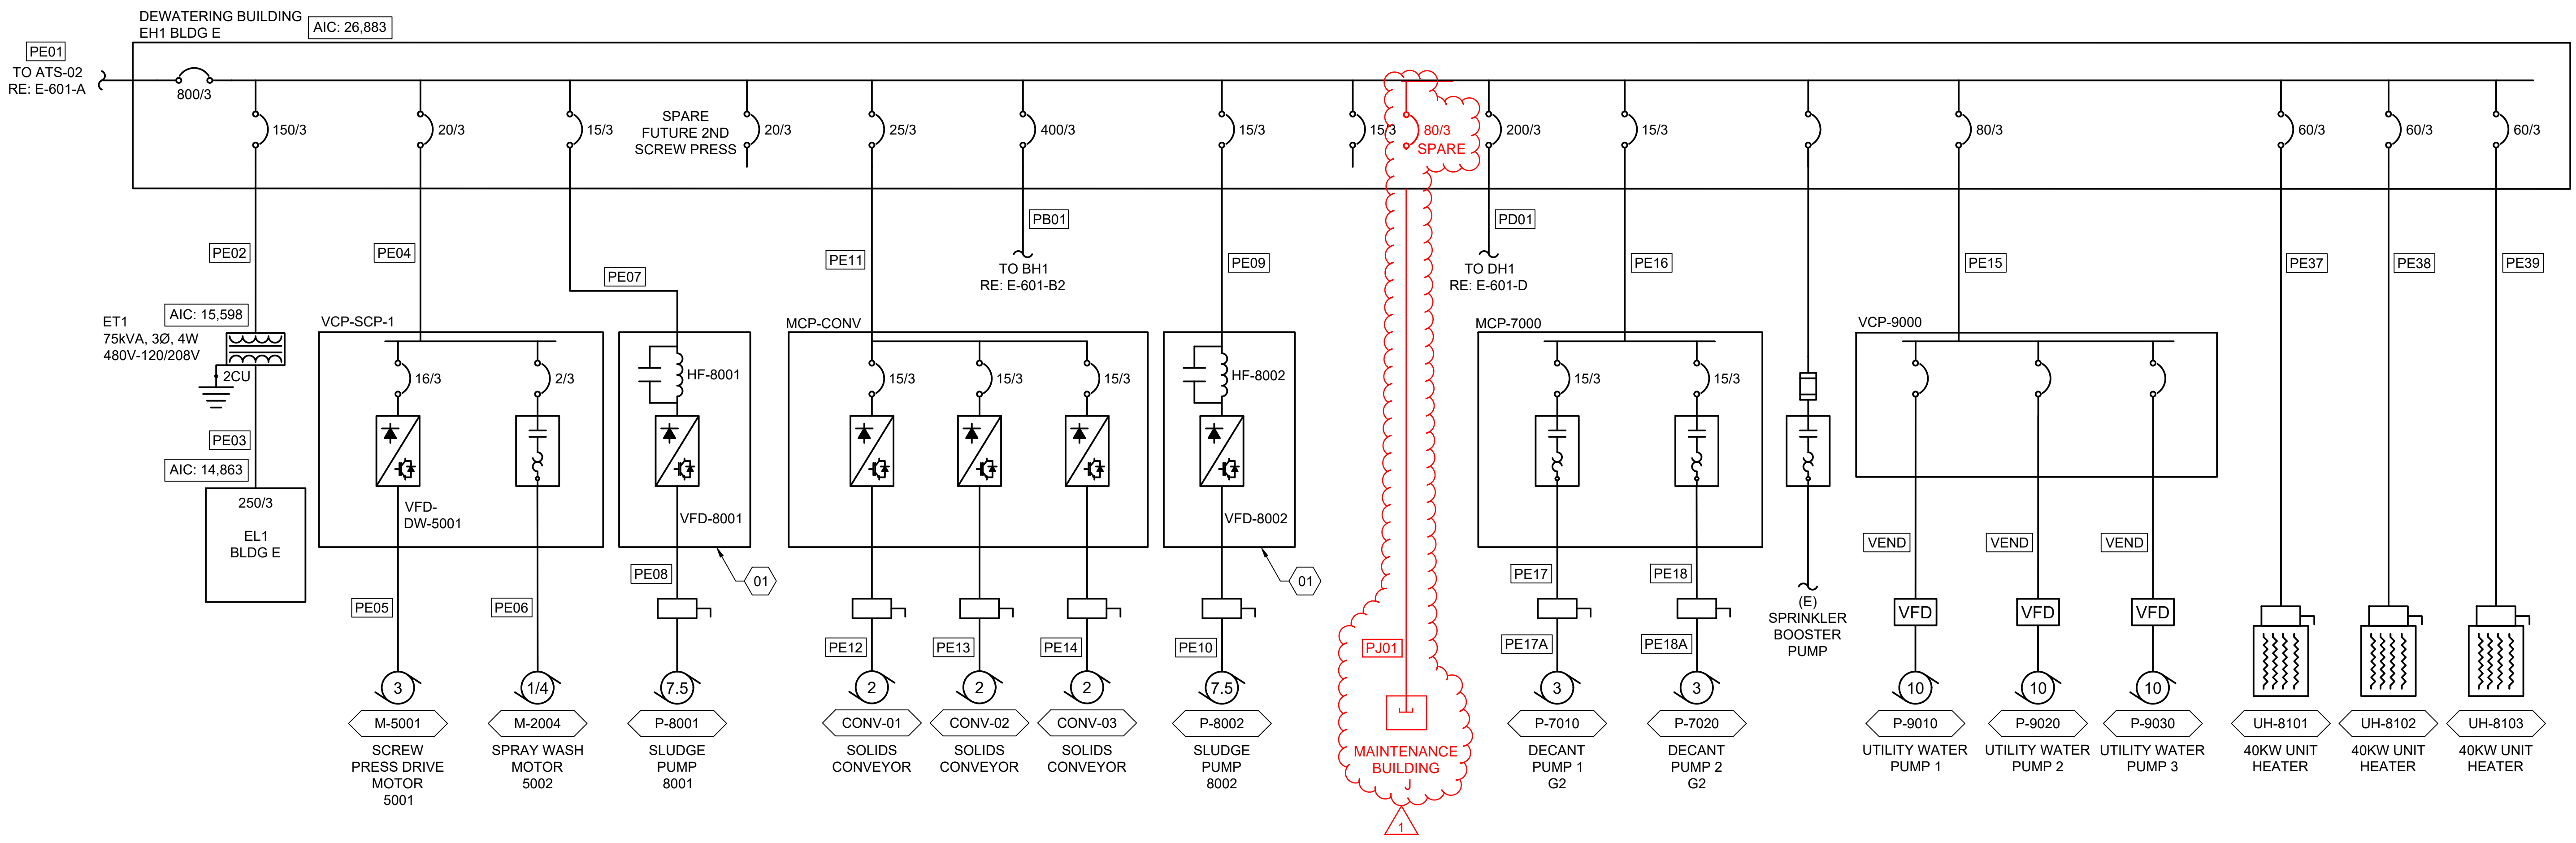 DEWATERING BUILDING
EH1 BLDG E
AIC: 26,883
PE01
TO ATS-02
RE: E-601-A
800/3
150/3
20/3
15/3
SPARE
FUTURE 2ND
SCREW PRESS
20/3
25/3
400/3
15/3
15/3
80/3
SPARE
200/3
15/3
80/3
60/3
60/3
60/3
PE02
PE04
PE07
PE11
PB01
TO BH1
RE: E-601-B2
PE09
PD01
TO DH1
RE: E-601-D
PE16
PE15
PE37
PE38
PE39
ET1
75kVA, 3Ø, 4W
480V-120/208V
AIC: 15,598
2CU
PE03
AIC: 14,863
250/3
EL1
BLDG E
VCP-SCP-1
16/3
2/3
VFD-
DW-5001
PE05
PE06
HF-8001
VFD-8001
01
PE08
MCP-CONV
15/3
15/3
15/3
PE12
PE13
PE14
HF-8002
VFD-8002
01
PE10
PJ01
MCP-7000
15/3
15/3
PE17
PE18
PE17A
PE18A
(E)
SPRINKLER
BOOSTER
PUMP
VCP-9000
VEND
VEND
VEND
VFD
VFD
VFD
3
1/4
7.5
2
2
2
7.5
3
3
10
10
10
M-5001
SCREW
PRESS DRIVE
MOTOR
5001
M-2004
SPRAY WASH
MOTOR
5002
P-8001
SLUDGE
PUMP
8001
CONV-01
SOLIDS
CONVEYOR
CONV-02
SOLIDS
CONVEYOR
CONV-03
SOLIDS
CONVEYOR
P-8002
SLUDGE
PUMP
8002
MAINTENANCE
BUILDING
J
1
P-7010
DECANT
PUMP 1
G2
P-7020
DECANT
PUMP 2
G2
P-9010
UTILITY WATER
PUMP 1
P-9020
UTILITY WATER
PUMP 2
P-9030
UTILITY WATER
PUMP 3
UH-8101
40KW UNIT
HEATER
UH-8102
40KW UNIT
HEATER
UH-8103
40KW UNIT
HEATER